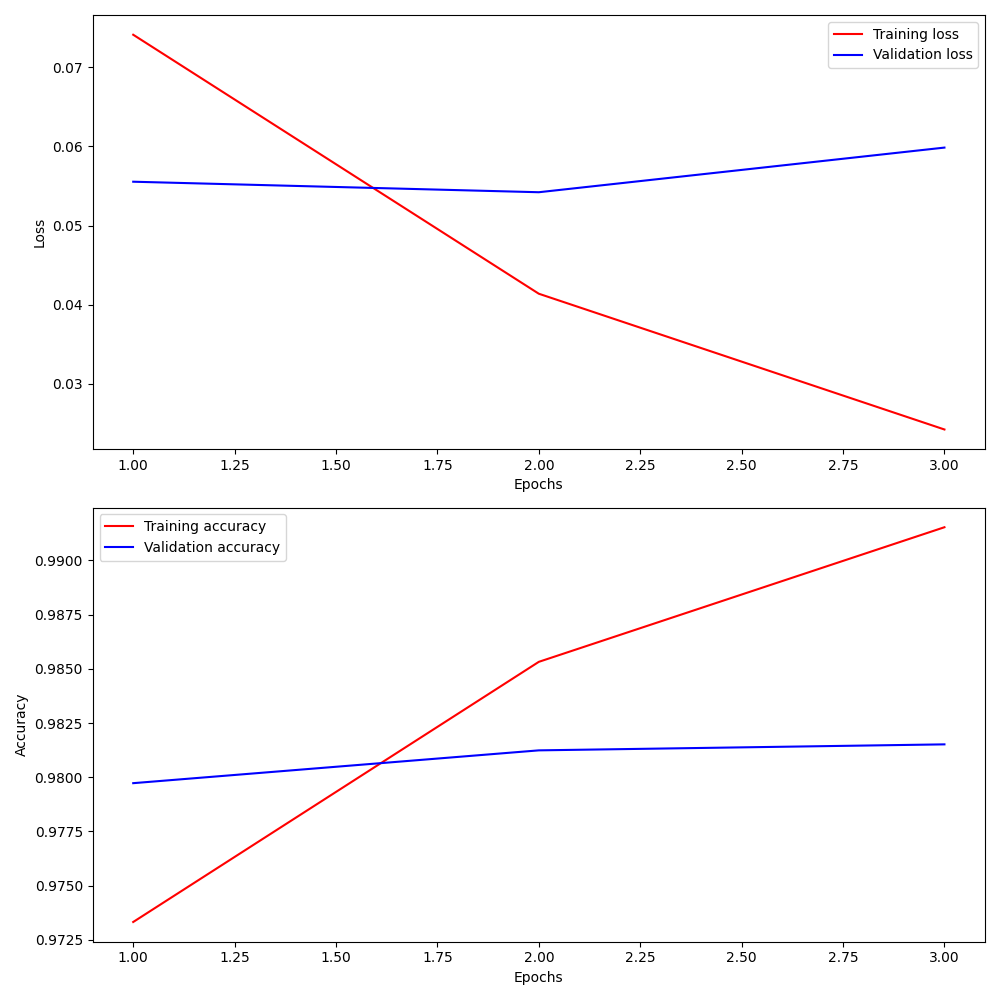 Training loss
Validation loss
0.07
0.06
0.05
0.04
0.03
Loss
1.00 1.25 1.50 1.75 2.00 2.25 2.50 2.75 3.00
Epochs
Training accuracy
Validation accuracy
0.9900
0.9875
0.9850
0.9825
0.9800
0.9775
0.9750
0.9725
Accuracy
1.00 1.25 1.50 1.75 2.00 2.25 2.50 2.75 3.00
Epochs